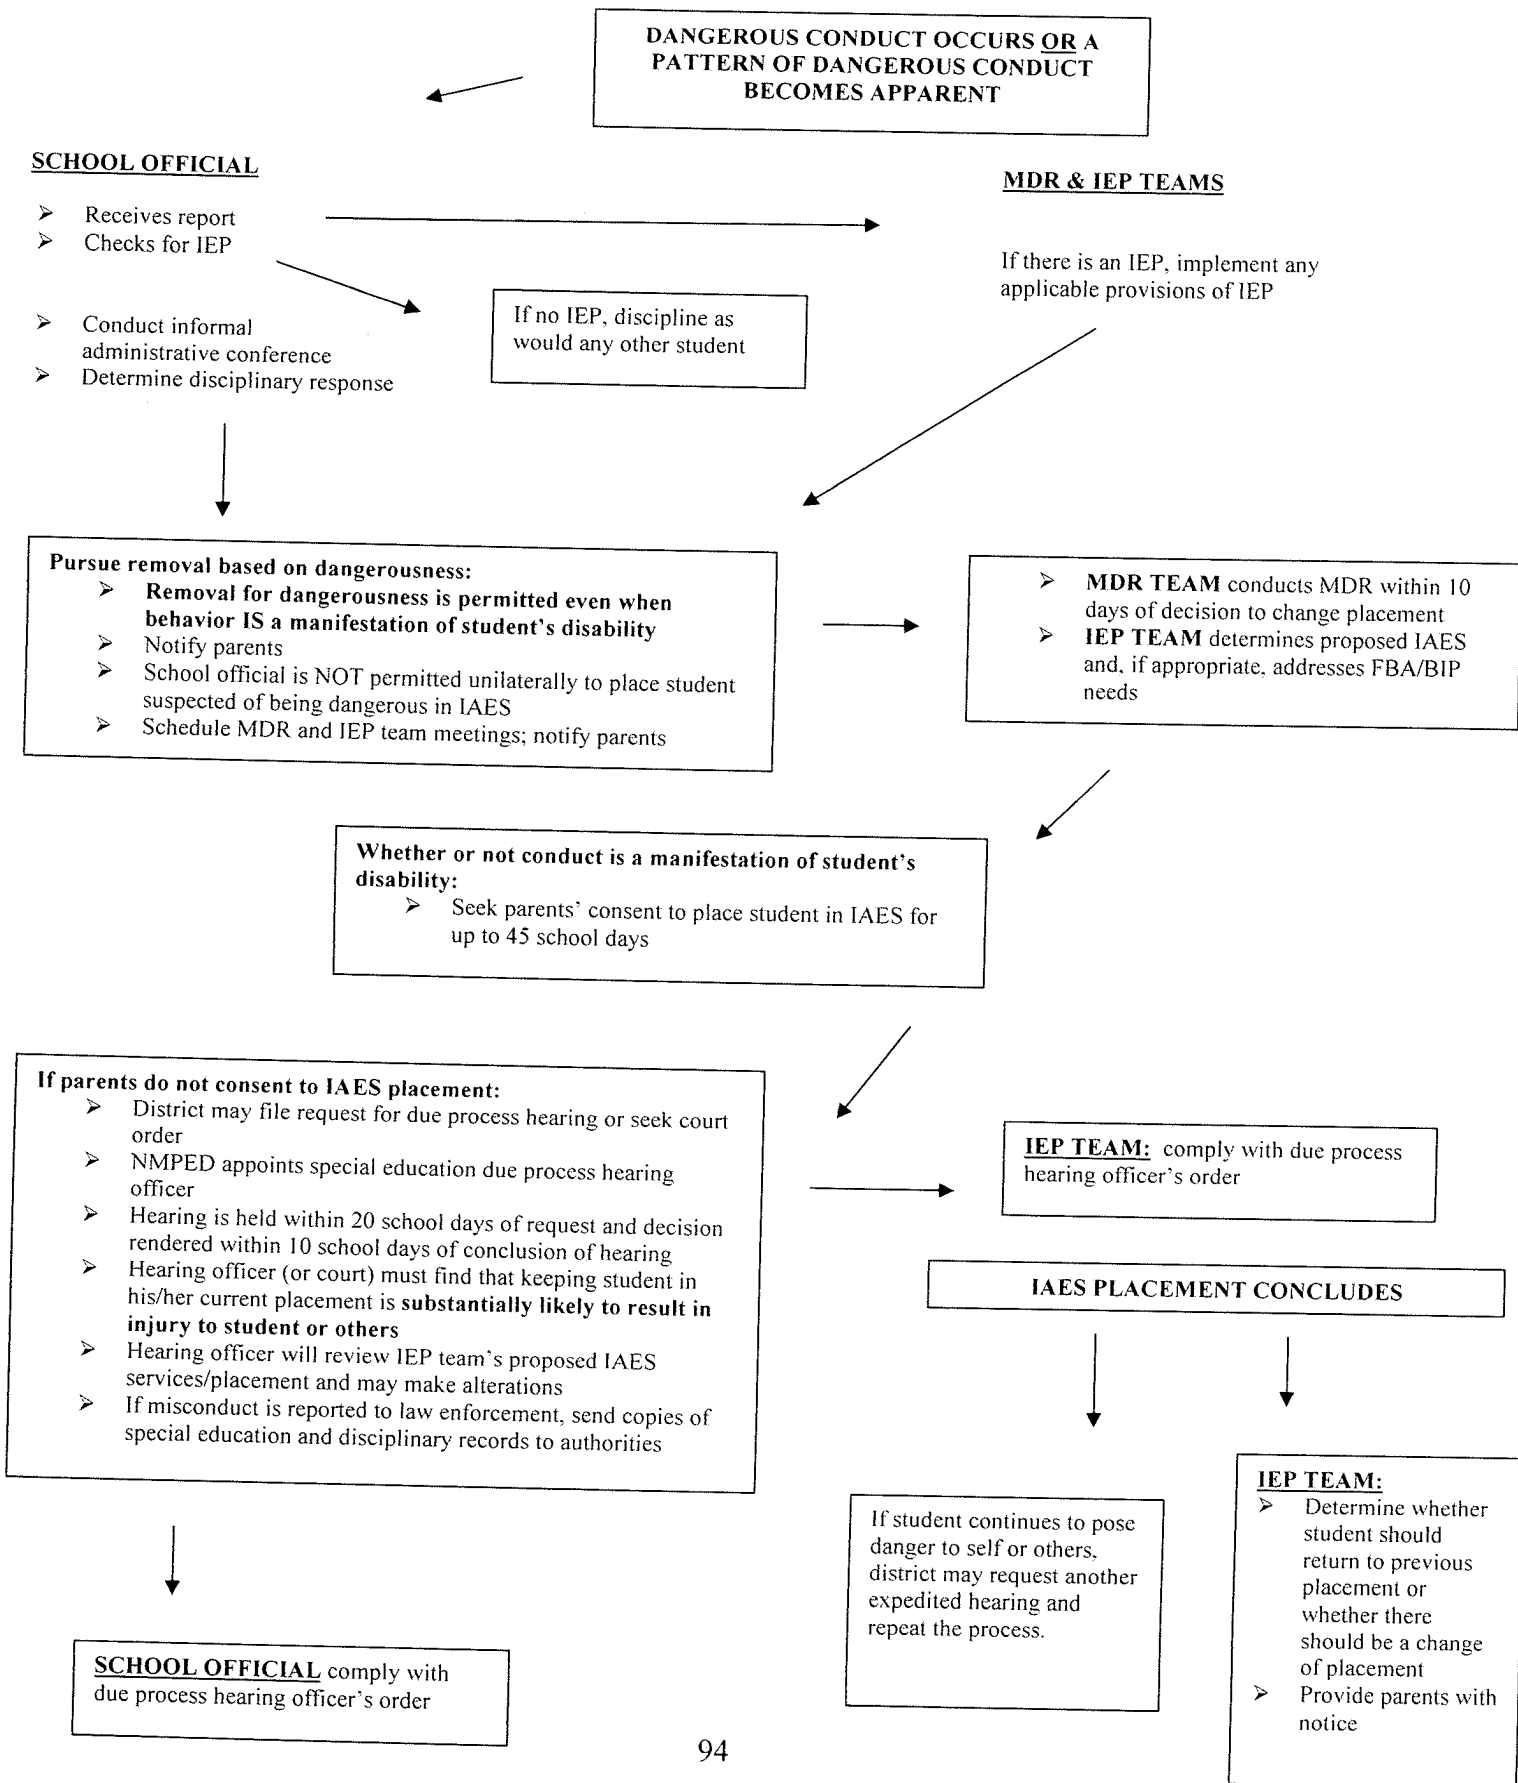 DANGEROUS CONDUCT OCCURS OR A
PATTERN OF DANGEROUS CONDUCT
BECOMES APPARENT
SCHOOL OFFICIAL
➢ Receives report
➢ Checks for IEP
➢ Conduct informal
administrative conference
➢ Determine disciplinary response
If no IEP, discipline as
would any other student
MDR & IEP TEAMS
If there is an IEP, implement any
applicable provisions of IEP
Pursue removal based on dangerousness:
➢ Removal for dangerousness is permitted even when
behavior IS a manifestation of student's disability
➢ Notify parents
➢ School official is NOT permitted unilaterally to place student
suspected of being dangerous in IAES
➢ Schedule MDR and IEP team meetings; notify parents
➢ MDR TEAM conducts MDR within 10
days of decision to change placement
➢ IEP TEAM determines proposed IAES
and, if appropriate, addresses FBA/BIP
needs
Whether or not conduct is a manifestation of student's
disability:
➢ Seek parents' consent to place student in IAES for
up to 45 school days
If parents do not consent to IAES placement:
➢ District may file request for due process hearing or seek court
order
➢ NMPED appoints special education due process hearing
officer
➢ Hearing is held within 20 school days of request and decision
rendered within 10 school days of conclusion of hearing
➢ Hearing officer (or court) must find that keeping student in
his/her current placement is substantially likely to result in
injury to student or others
➢ Hearing officer will review IEP team's proposed IAES
services/placement and may make alterations
➢ If misconduct is reported to law enforcement, send copies of
special education and disciplinary records to authorities
IEP TEAM: comply with due process
hearing officer's order
IAES PLACEMENT CONCLUDES
If student continues to pose
danger to self or others,
district may request another
expedited hearing and
repeat the process.
IEP TEAM:
➢ Determine whether
student should
return to previous
placement or
whether there
should be a change
of placement
➢ Provide parents with
notice
SCHOOL OFFICIAL comply with
due process hearing officer's order
94